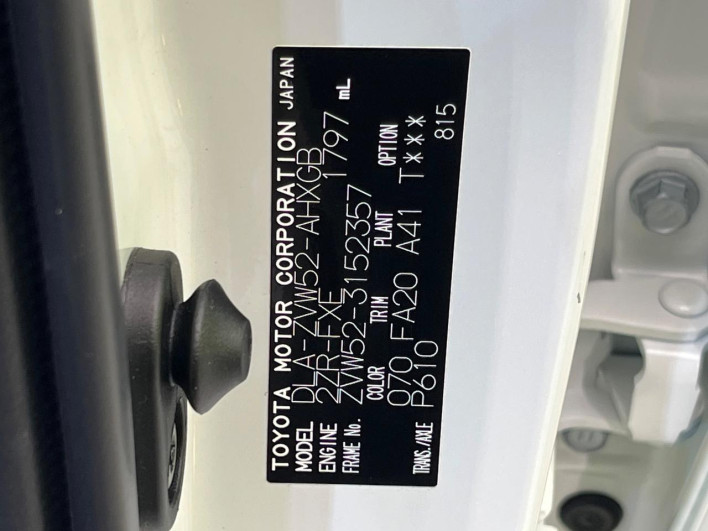 TOYOTA MOTOR CORPORATION JAPAN
MODEL DLA-ZVW52-AHXGB
ENGINE 2ZR-FXE 1797 mL
FRAME No. ZVW52-3152357
COLOR TRIM PLANT OPTION
070 FA20 A41 T***
TRANS./AXLE P610 815